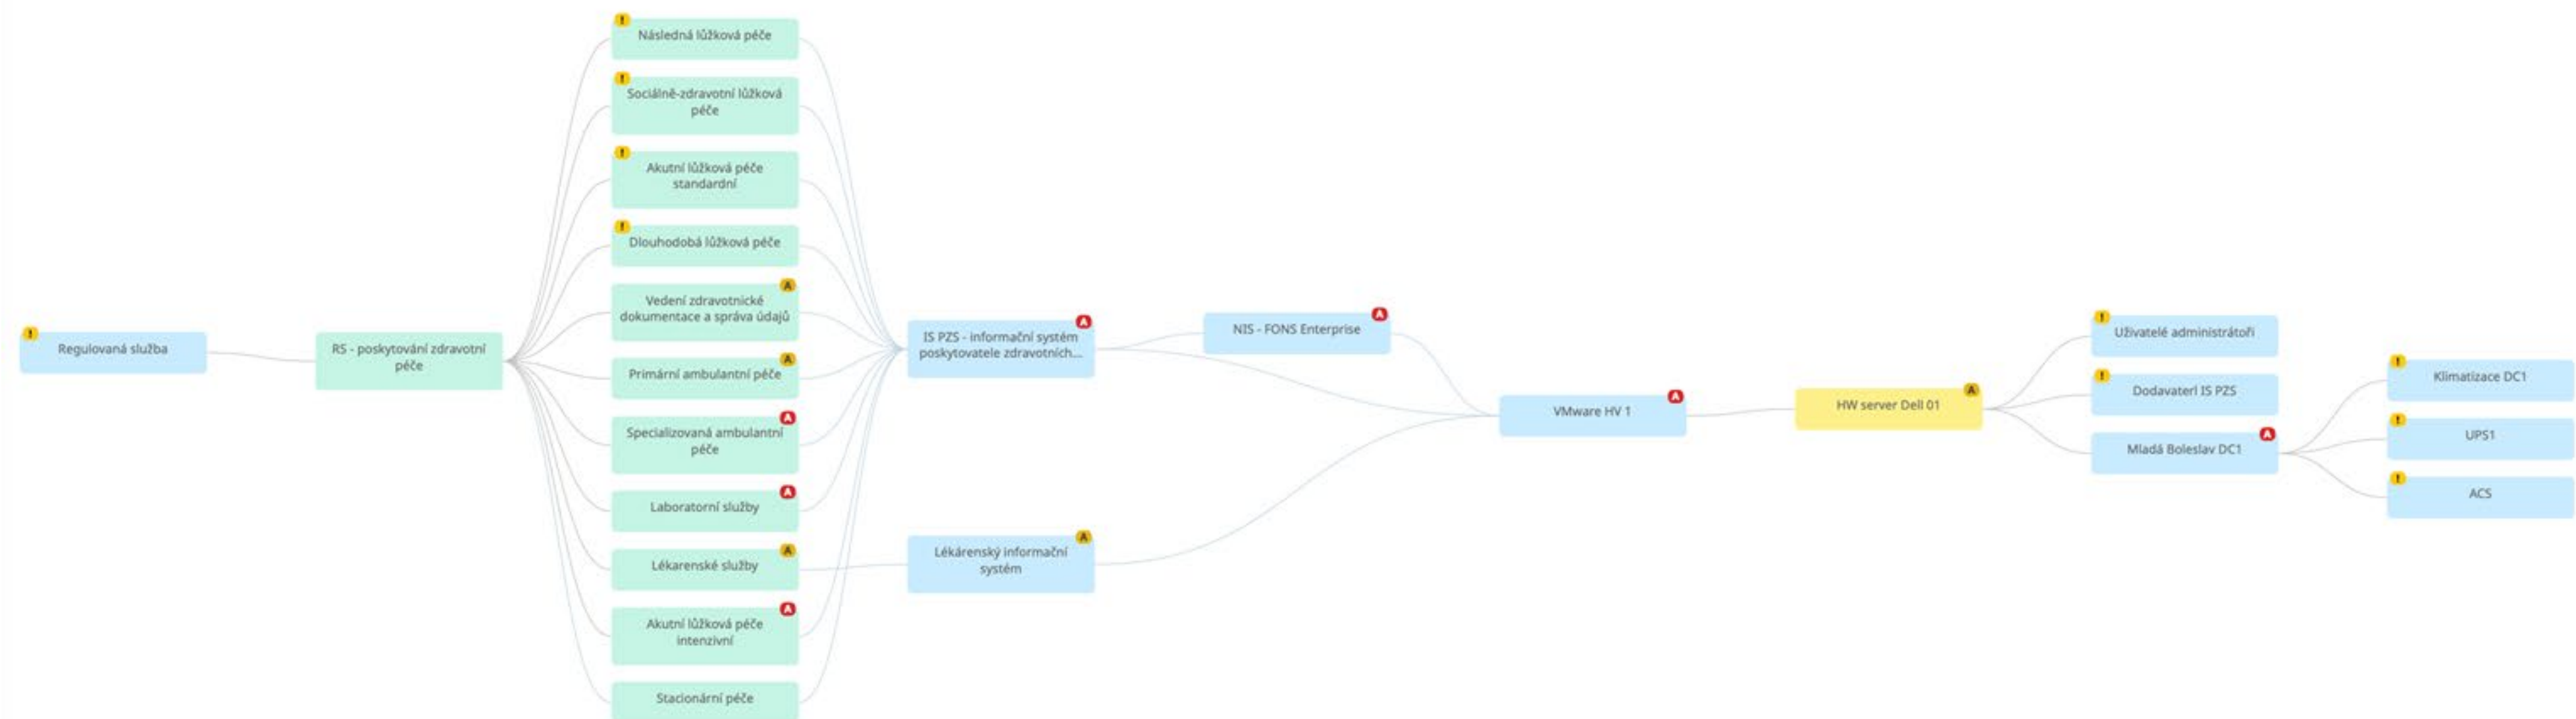 !
Následná lůžková péče
!
Sociálně-zdravotní lůžková
péče
!
Akutní lůžková péče
standardní
!
Dlouhodobá lůžková péče
A
Vedení zdravotnické
dokumentace a správa údajů
A
Primární ambulantní péče
A
Specializovaná ambulantní
péče
A
Laboratorní služby
A
Lékarenské služby
A
Akutní lůžková péče
intenzivní
Stacionární péče
!
Regulovaná služba
RS - poskytování zdravotní
péče
A
IS PZS - informační systém
poskytovatele zdravotních...
A
NIS - FONS Enterprise
A
Lékárenský informační
systém
A
VMware HV 1
A
HW server Dell 01
!
Uživatelé administrátoři
!
Dodavaterl IS PZS
A
Mladá Boleslav DC1
!
Klimatizace DC1
!
UPS1
!
ACS